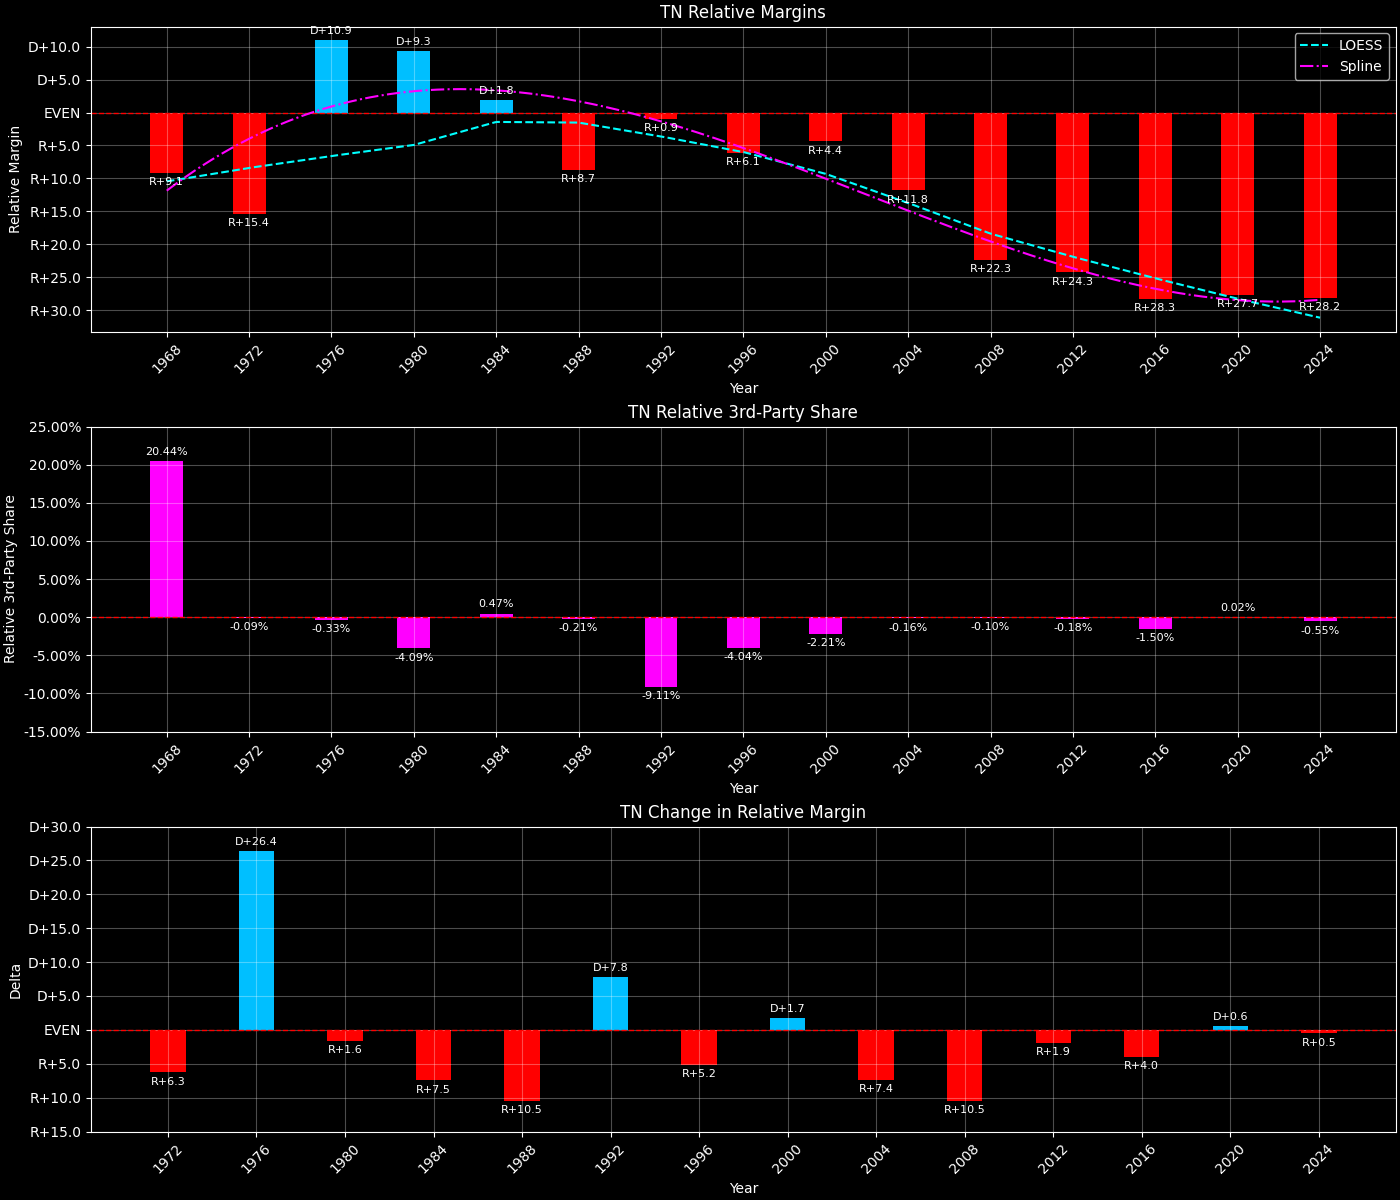 TN Relative Margins
Relative Margin
D+10.0
D+5.0
EVEN
R+5.0
R+10.0
R+15.0
R+20.0
R+25.0
R+30.0
LOESS
Spline
R+9.1
R+15.4
D+10.9
D+9.3
D+1.8
R+8.7
R+0.9
R+6.1
R+4.4
R+11.8
R+22.3
R+24.3
R+28.3
R+27.7
R+28.2
1968 1972 1976 1980 1984 1988 1992 1996 2000 2004 2008 2012 2016 2020 2024
Year
TN Relative 3rd-Party Share
Relative 3rd-Party Share
25.00%
20.00%
15.00%
10.00%
5.00%
0.00%
-5.00%
-10.00%
-15.00%
20.44%
-0.09%
-0.33%
-4.09%
0.47%
-0.21%
-9.11%
-4.04%
-2.21%
-0.16%
-0.10%
-0.18%
-1.50%
0.02%
-0.55%
1968 1972 1976 1980 1984 1988 1992 1996 2000 2004 2008 2012 2016 2020 2024
Year
TN Change in Relative Margin
Delta
D+30.0
D+25.0
D+20.0
D+15.0
D+10.0
D+5.0
EVEN
R+5.0
R+10.0
R+15.0
R+6.3
D+26.4
R+1.6
R+7.5
R+10.5
D+7.8
R+5.2
D+1.7
R+7.4
R+10.5
R+1.9
R+4.0
D+0.6
R+0.5
1972 1976 1980 1984 1988 1992 1996 2000 2004 2008 2012 2016 2020 2024
Year